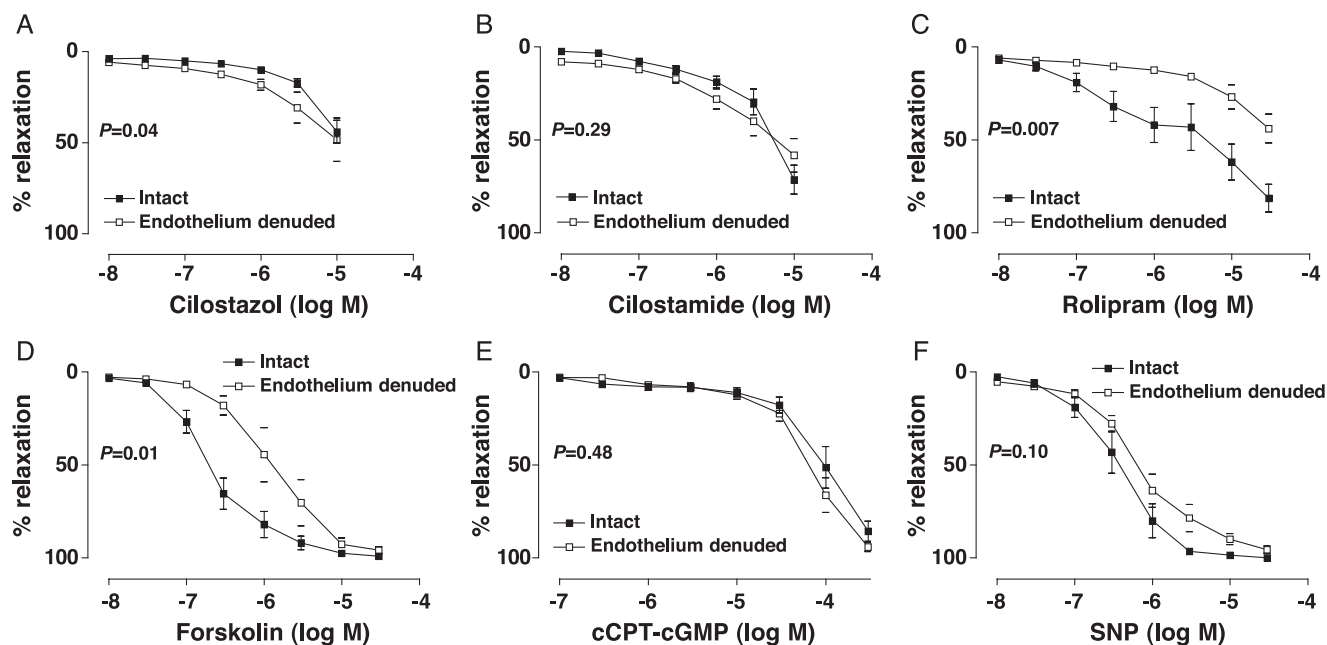 A
% relaxation
0
50
100
P=0.04
Intact
Endothelium denuded
-8 -7 -6 -5 -4
Cilostazol (log M)
B
% relaxation
0
50
100
P=0.29
Intact
Endothelium denuded
-8 -7 -6 -5 -4
Cilostamide (log M)
C
% relaxation
0
50
100
P=0.007
Intact
Endothelium denuded
-8 -7 -6 -5 -4
Rolipram (log M)
D
% relaxation
0
50
100
P=0.01
Intact
Endothelium denuded
-8 -7 -6 -5 -4
Forskolin (log M)
E
% relaxation
0
50
100
P=0.48
Intact
Endothelium denuded
-7 -6 -5 -4
cCPT-cGMP (log M)
F
% relaxation
0
50
100
P=0.10
Intact
Endothelium denuded
-8 -7 -6 -5 -4
SNP (log M)